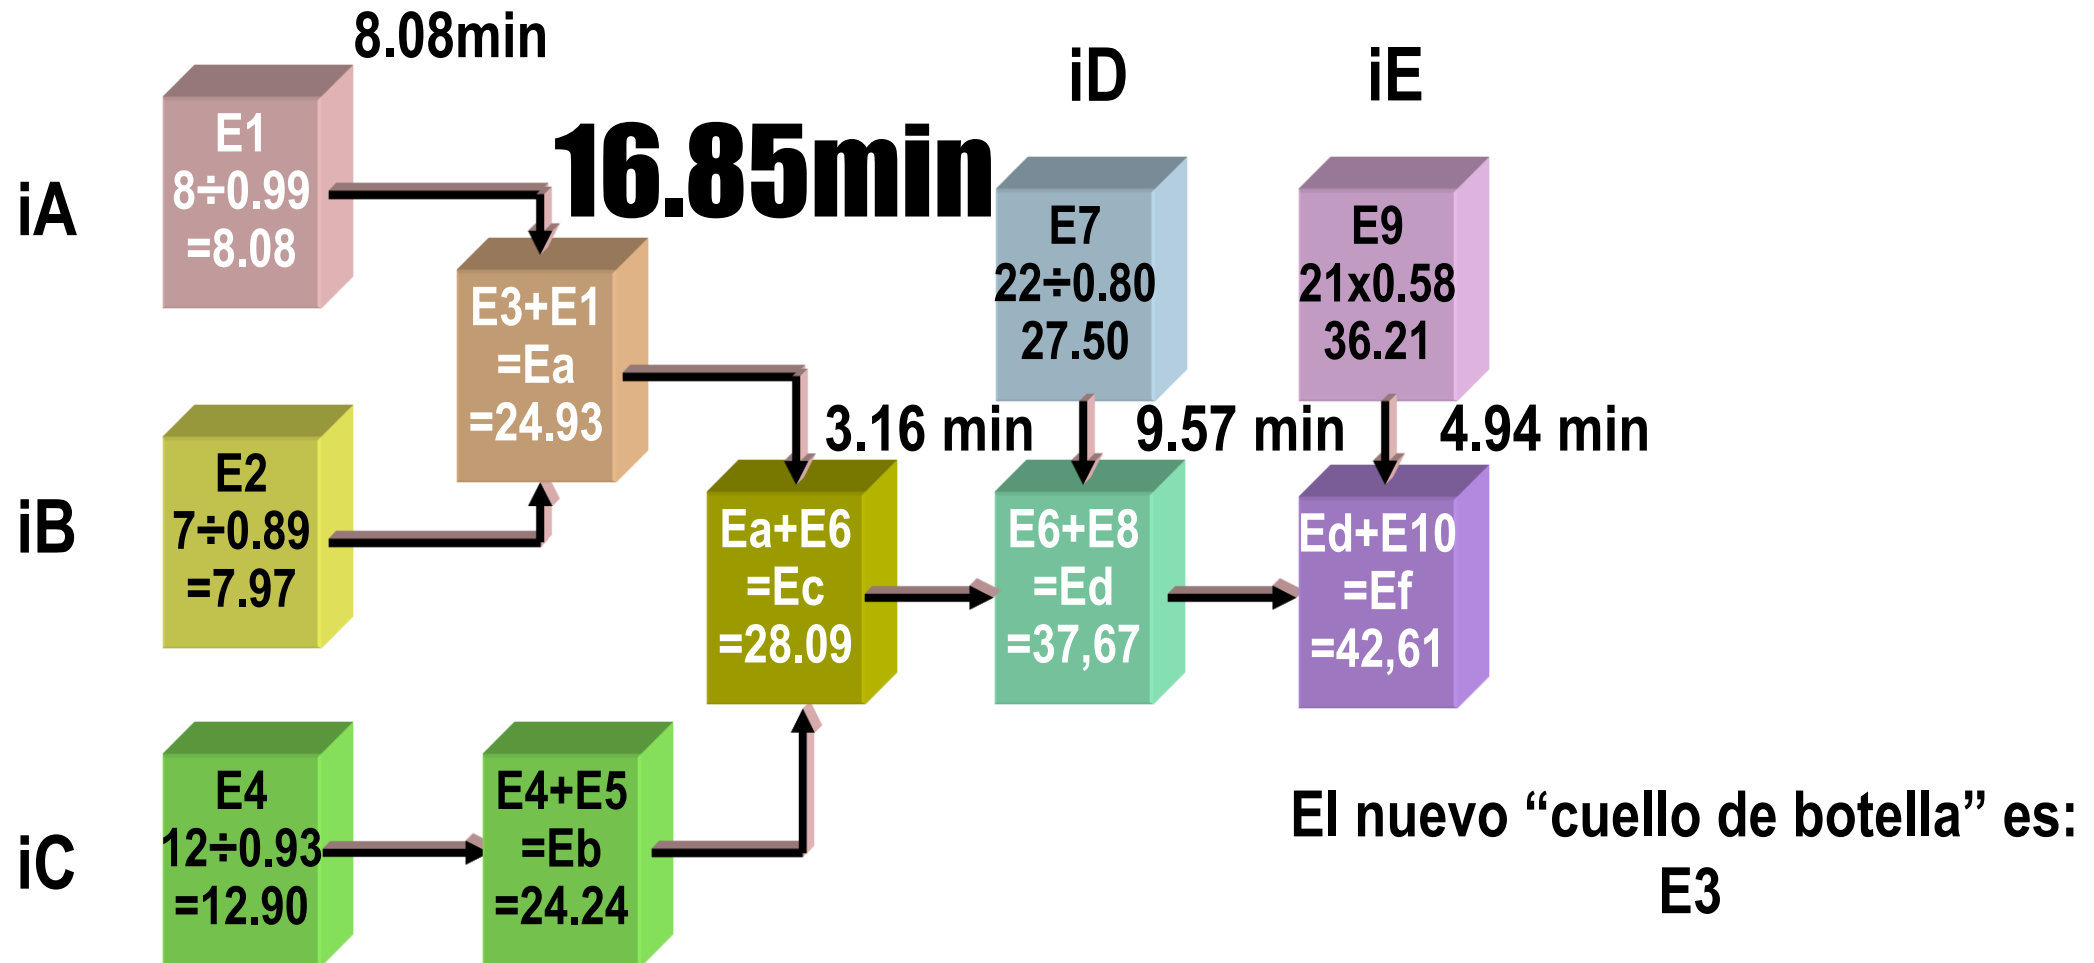 8.08min
iD
iE
16.85min
iA
E1
8÷0.99
=8.08
E3+E1
=Ea
=24.93
E7
22÷0.80
27.50
E9
21x0.58
36.21
3.16 min
9.57 min
4.94 min
iB
E2
7÷0.89
=7.97
Ea+E6
=Ec
=28.09
E6+E8
=Ed
=37,67
Ed+E10
=Ef
=42,61
iC
E4
12÷0.93
=12.90
E4+E5
=Eb
=24.24
El nuevo “cuello de botella” es:
E3